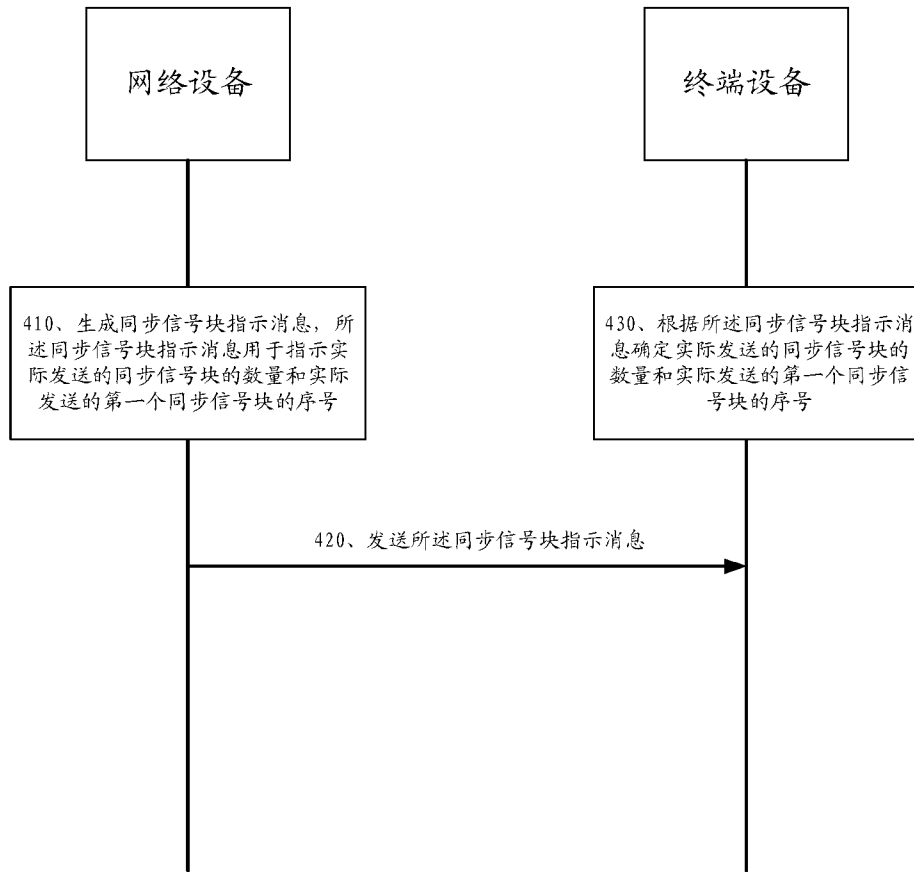 网络设备
终端设备
410、生成同步信号块指示消息，所
述同步信号块指示消息用于指示实
际发送的同步信号块的数量和实际
发送的第一个同步信号块的序号
430、根据所述同步信号块指示消
息确定实际发送的同步信号块的
数量和实际发送的第一个同步信
号块的序号
420、发送所述同步信号块指示消息